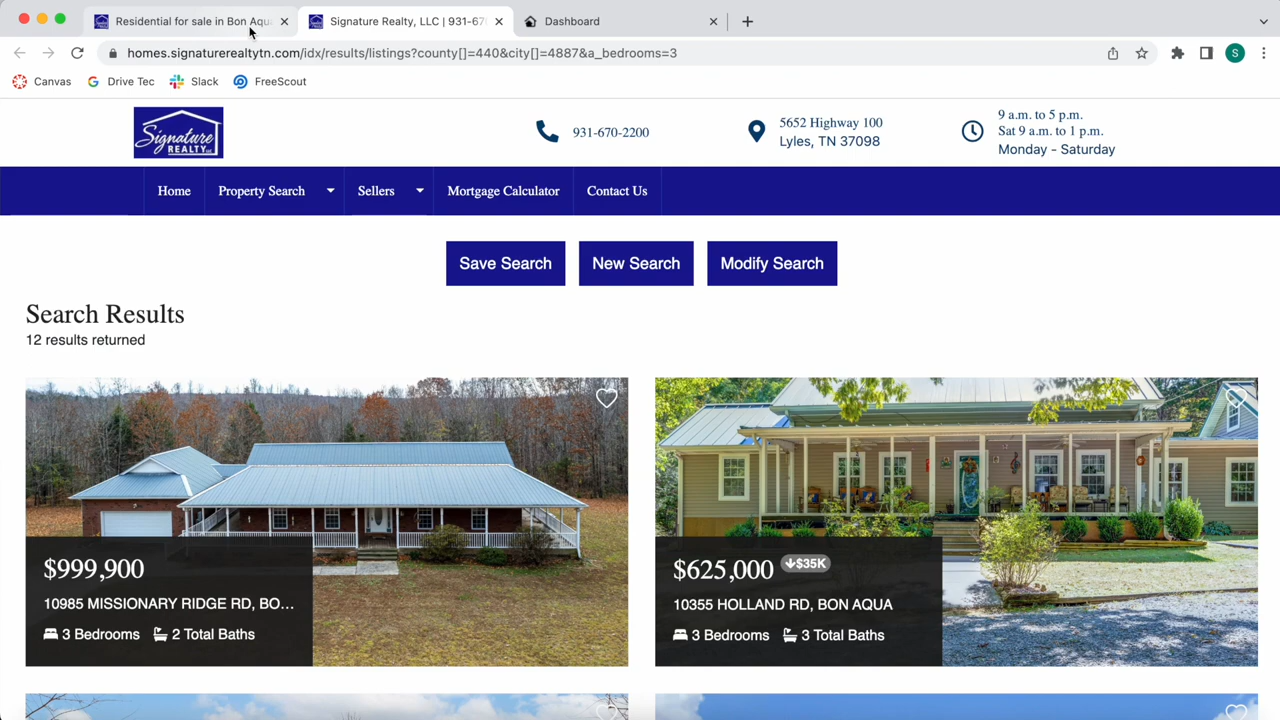 Residential for sale in Bon Aqua
Signature Realty, LLC | 931-67
Dashboard
homes.signaturerealtytn.com/idx/results/listings?county[]=440&city[]=4887&a_bedrooms=3
S
Canvas
Drive Tec
Slack
FreeScout
Signature
REALTY LLC
931-670-2200
5652 Highway 100
Lyles, TN 37098
9 a.m. to 5 p.m.
Sat 9 a.m. to 1 p.m.
Monday - Saturday
Home
Property Search
Sellers
Mortgage Calculator
Contact Us
Save Search
New Search
Modify Search
Search Results
12 results returned
$999,900
10985 MISSIONARY RIDGE RD, BO...
3 Bedrooms 2 Total Baths
$625,000 $35K
10355 HOLLAND RD, BON AQUA
3 Bedrooms 3 Total Baths